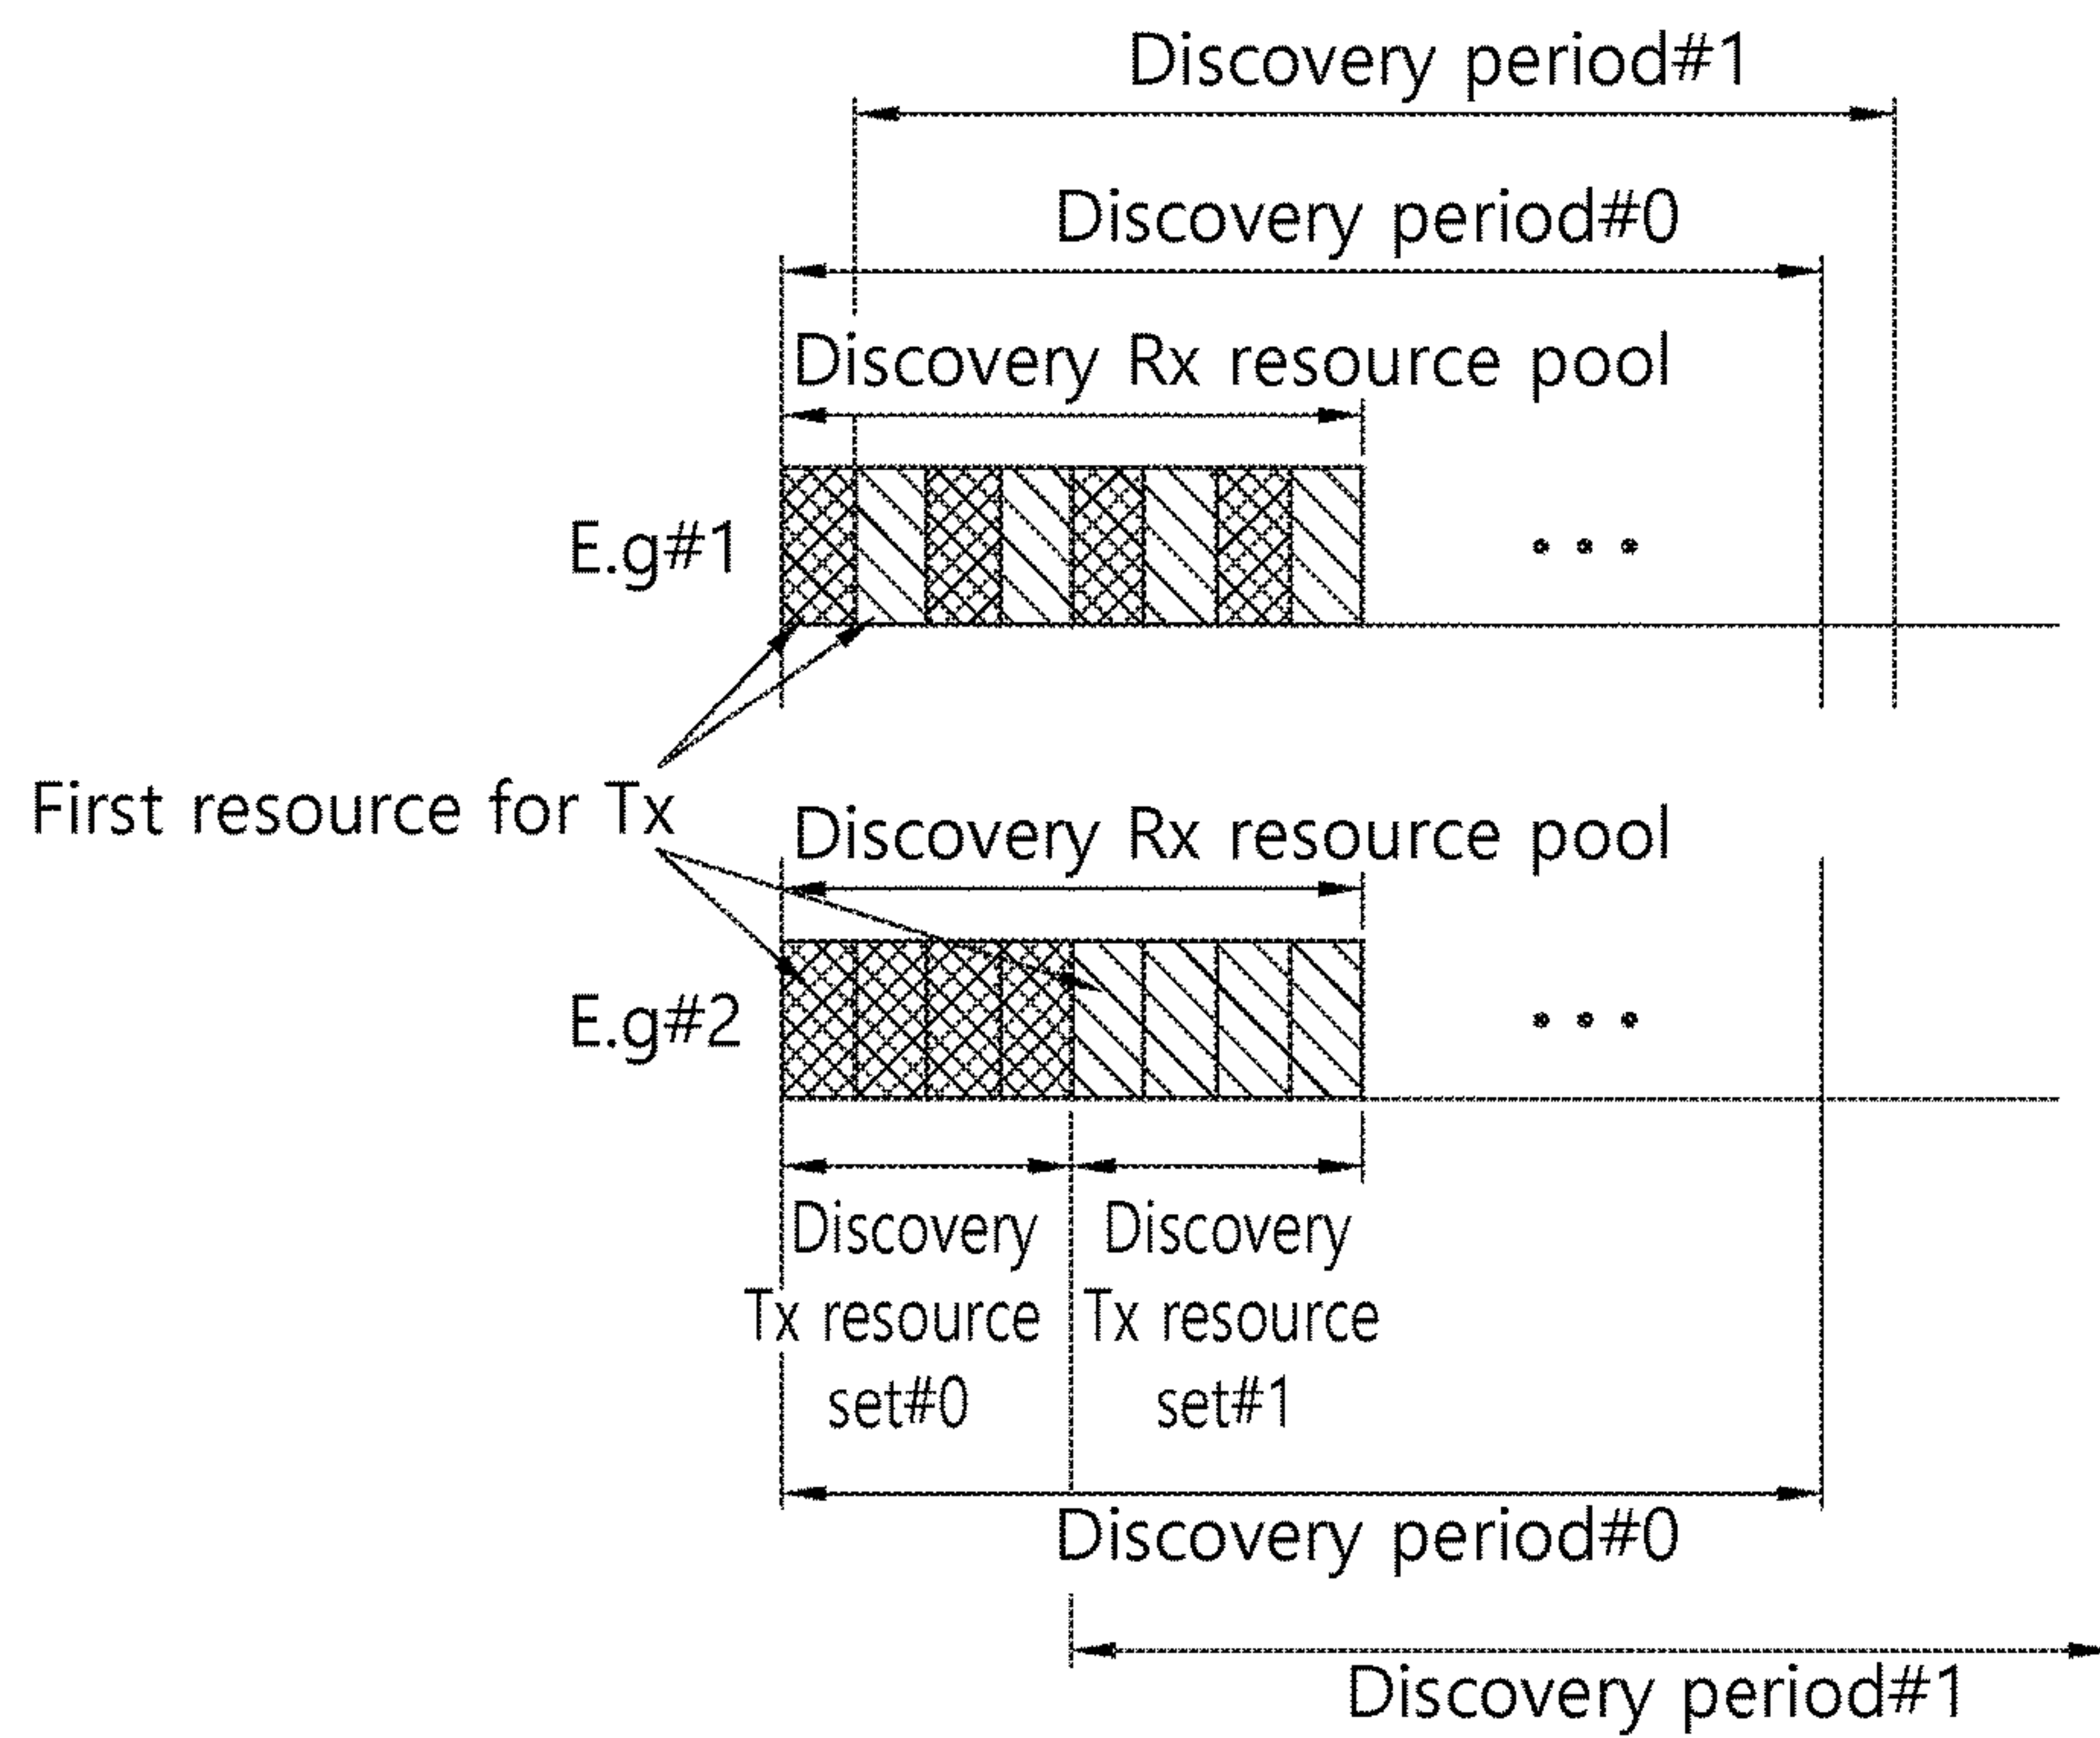 Discovery period#1
Discovery period#0
Discovery Rx resource pool
E.g#1
First resource for Tx
Discovery Rx resource pool
E.g#2
Discovery
Tx resource
set#0
Discovery
Tx resource
set#1
Discovery period#0
Discovery period#1